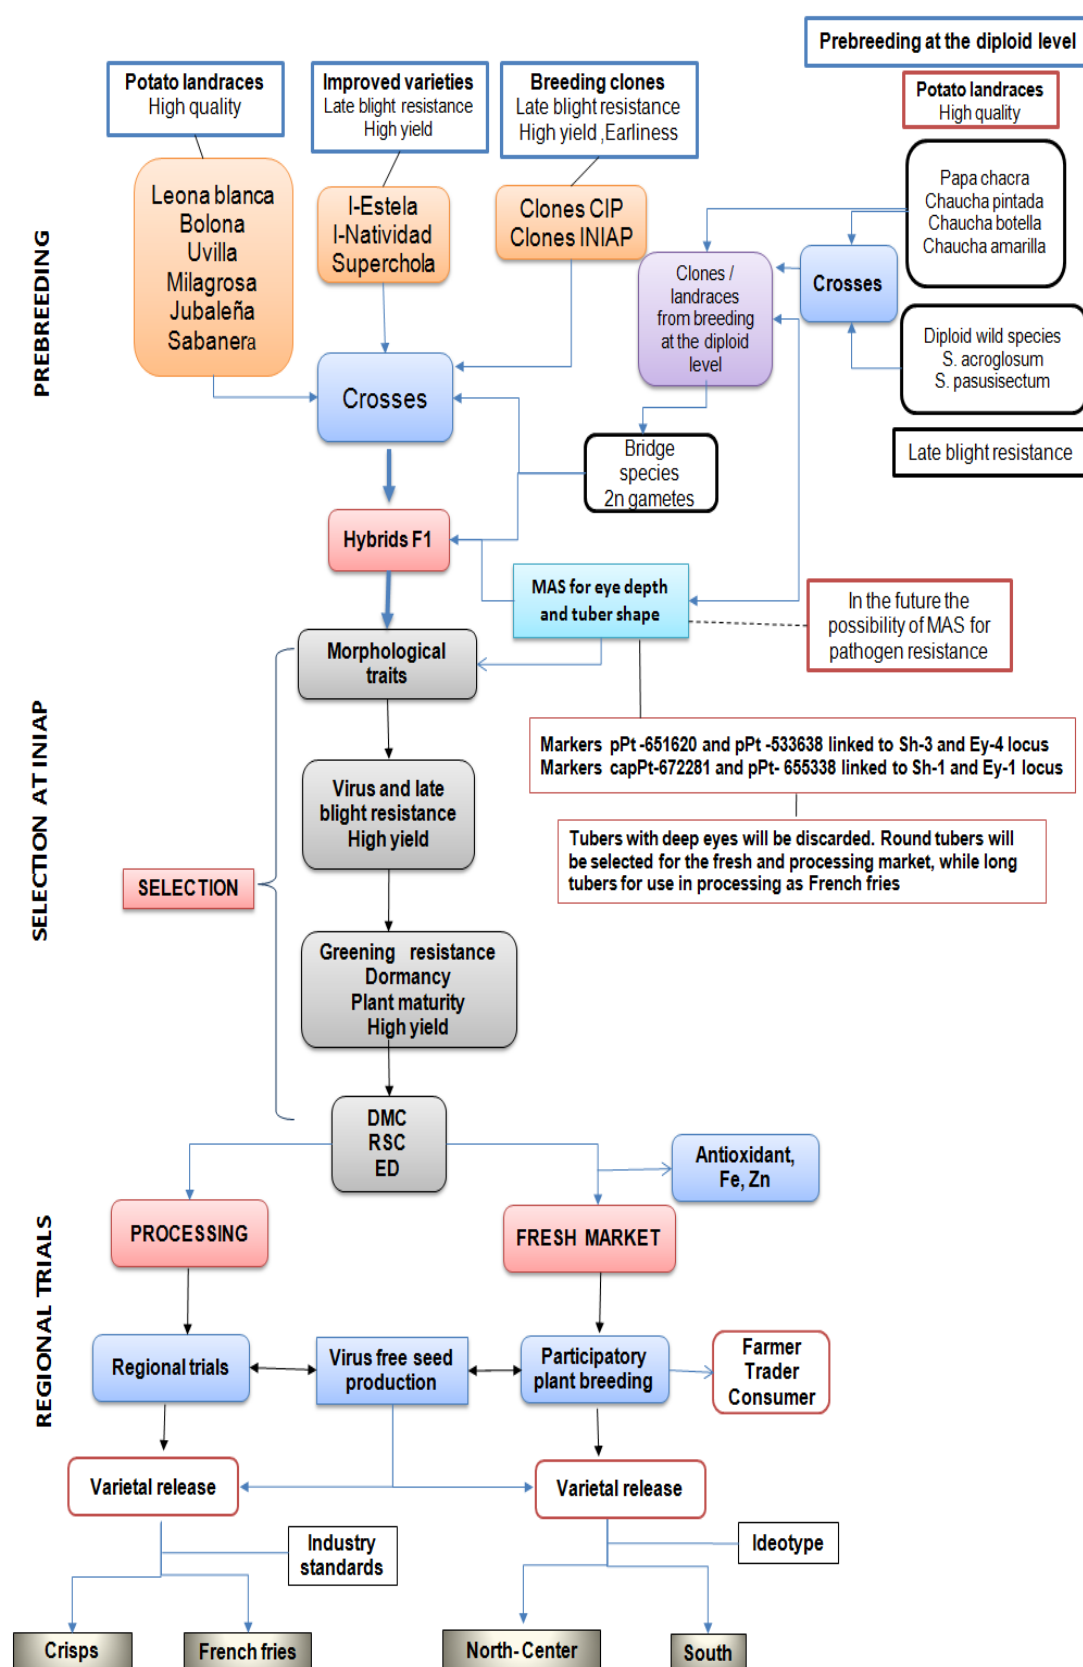 Prebreeding at the diploid level
Potato landraces
High quality
Improved varieties
Late blight resistance
High yield
Breeding clones
Late blight resistance
High yield ,Earliness
Potato landraces
High quality
PREBREEDING
Leona blanca
Bolona
Uvilla
Milagrosa
Jubaleña
Sabanera
I-Estela
I-Natividad
Superchola
Clones CIP
Clones INIAP
Clones /
landraces
from breeding
at the diploid
level
Crosses
Papa chacra
Chaucha pintada
Chaucha botella
Chaucha amarilla
Diploid wild species
S. acroglosum
S. pasusisectum
Late blight resistance
Crosses
Bridge
species
2n gametes
Hybrids F1
MAS for eye depth
and tuber shape
In the future the
possibility of MAS for
pathogen resistance
SELECTION AT INIAP
Morphological
traits
Markers pPt -651620 and pPt -533638 linked to Sh-3 and Ey-4 locus
Markers capPt-672281 and pPt- 655338 linked to Sh-1 and Ey-1 locus
Virus and late
blight resistance
High yield
Tubers with deep eyes will be discarded. Round tubers will
be selected for the fresh and processing market, while long
tubers for use in processing as French fries
SELECTION
Greening resistance
Dormancy
Plant maturity
High yield
DMC
RSC
ED
Antioxidant,
Fe, Zn
REGIONAL TRIALS
PROCESSING
FRESH MARKET
Regional trials
Virus free seed
production
Participatory
plant breeding
Farmer
Trader
Consumer
Varietal release
Varietal release
Industry
standards
Ideotype
Crisps
French fries
North- Center
South